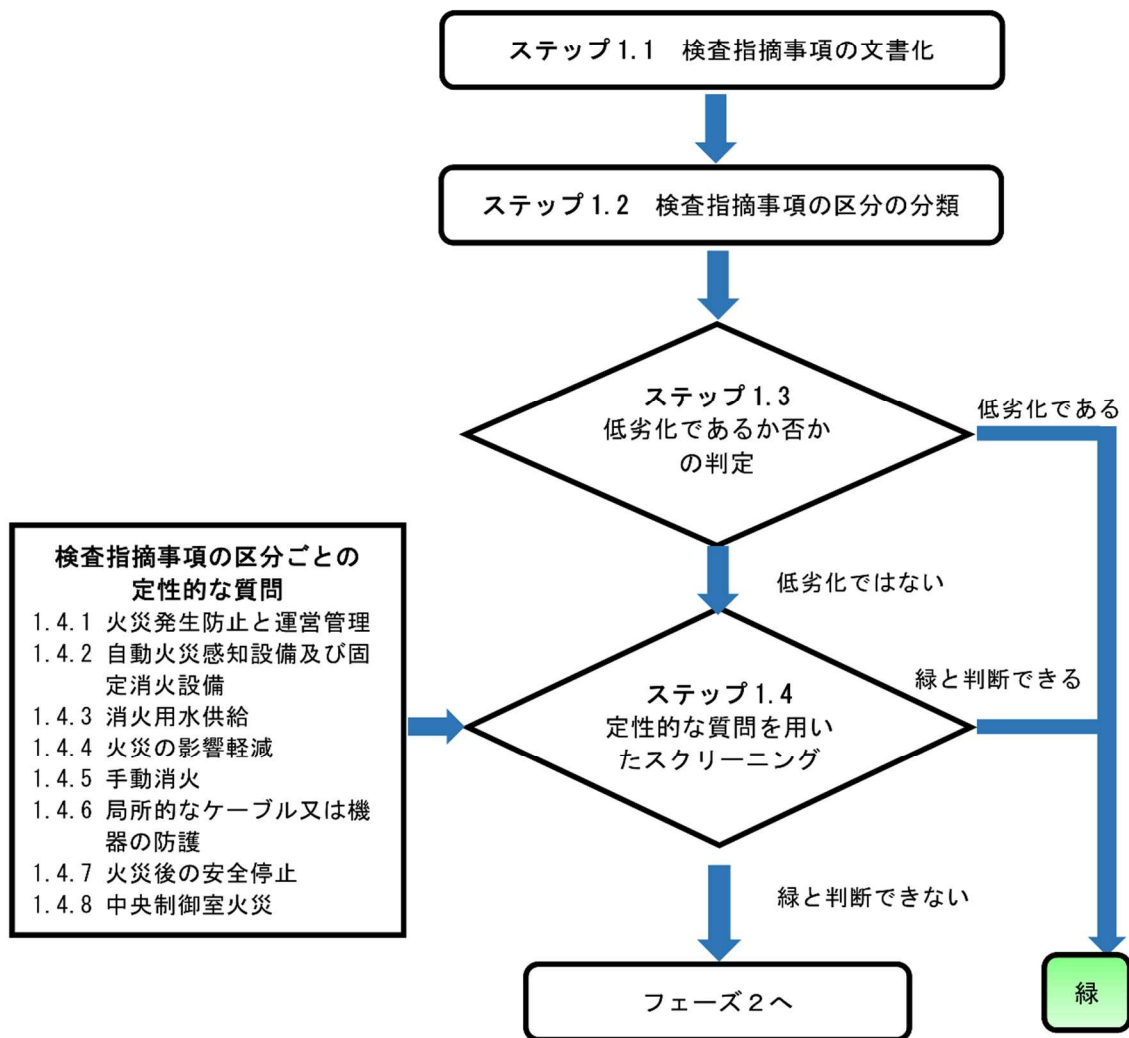 ステップ1.1 検査指摘事項の文書化
ステップ1.2 検査指摘事項の区分の分類
ステップ1.3
低劣化であるか否か
の判定
低劣化である
低劣化ではない
検査指摘事項の区分ごとの
定性的な質問
1.4.1 火災発生防止と運営管理
1.4.2 自動火災感知設備及び固
定消火設備
1.4.3 消火用水供給
1.4.4 火災の影響軽減
1.4.5 手動消火
1.4.6 局所的なケーブル又は機
器の防護
1.4.7 火災後の安全停止
1.4.8 中央制御室火災
ステップ1.4
定性的な質問を用い
たスクリーニング
緑と判断できる
緑と判断できない
フェーズ2へ
緑